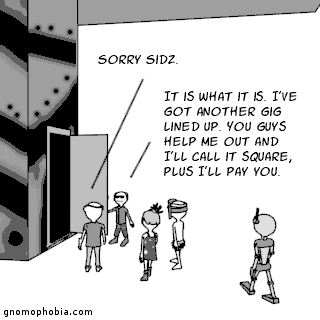 SORRY SIDZ.
IT IS WHAT IT IS. I'VE
GOT ANOTHER GIG
LINED UP. YOU GUYS
HELP ME OUT AND
I'LL CALL IT SQUARE,
PLUS I'LL PAY YOU.
gnomophobia.com